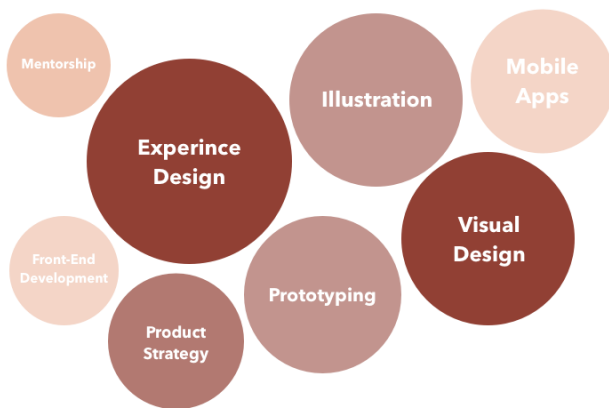 Mentorship
Experince
Design
Illustration
Mobile
Apps
Visual
Design
Front-End
Development
Prototyping
Product
Strategy